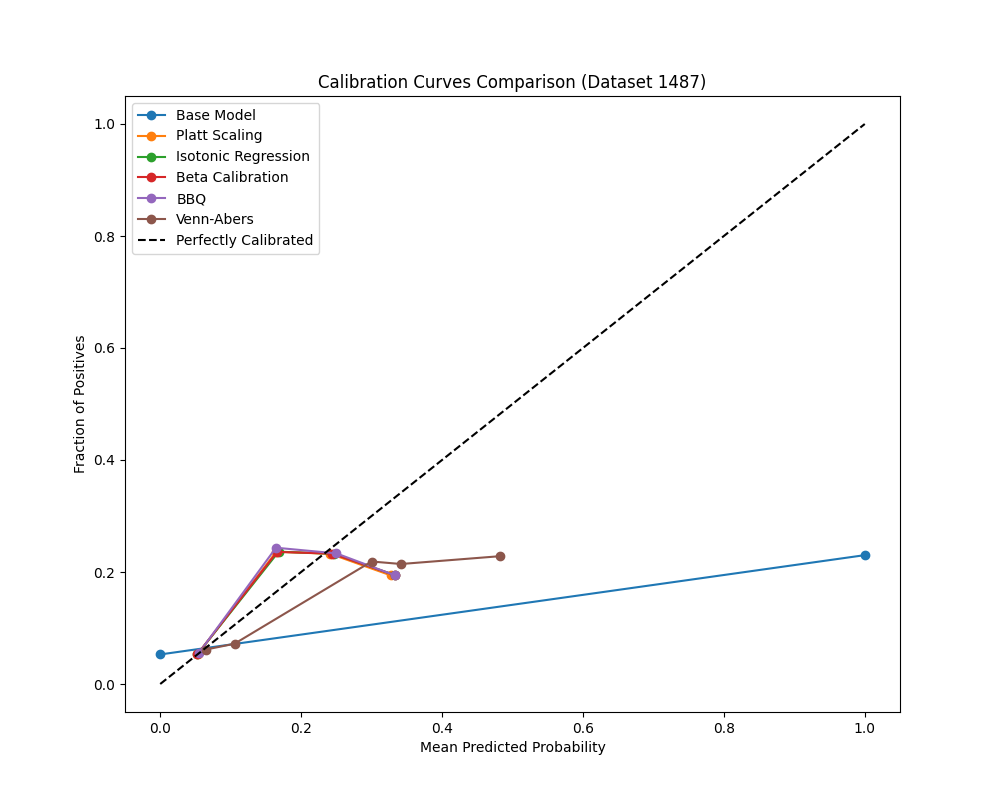 Calibration Curves Comparison (Dataset 1487)
Base Model
Platt Scaling
Isotonic Regression
Beta Calibration
BBQ
Venn-Abers
Perfectly Calibrated
1.0
0.8
0.6
0.4
0.2
0.0
Fraction of Positives
0.0 0.2 0.4 0.6 0.8 1.0
Mean Predicted Probability